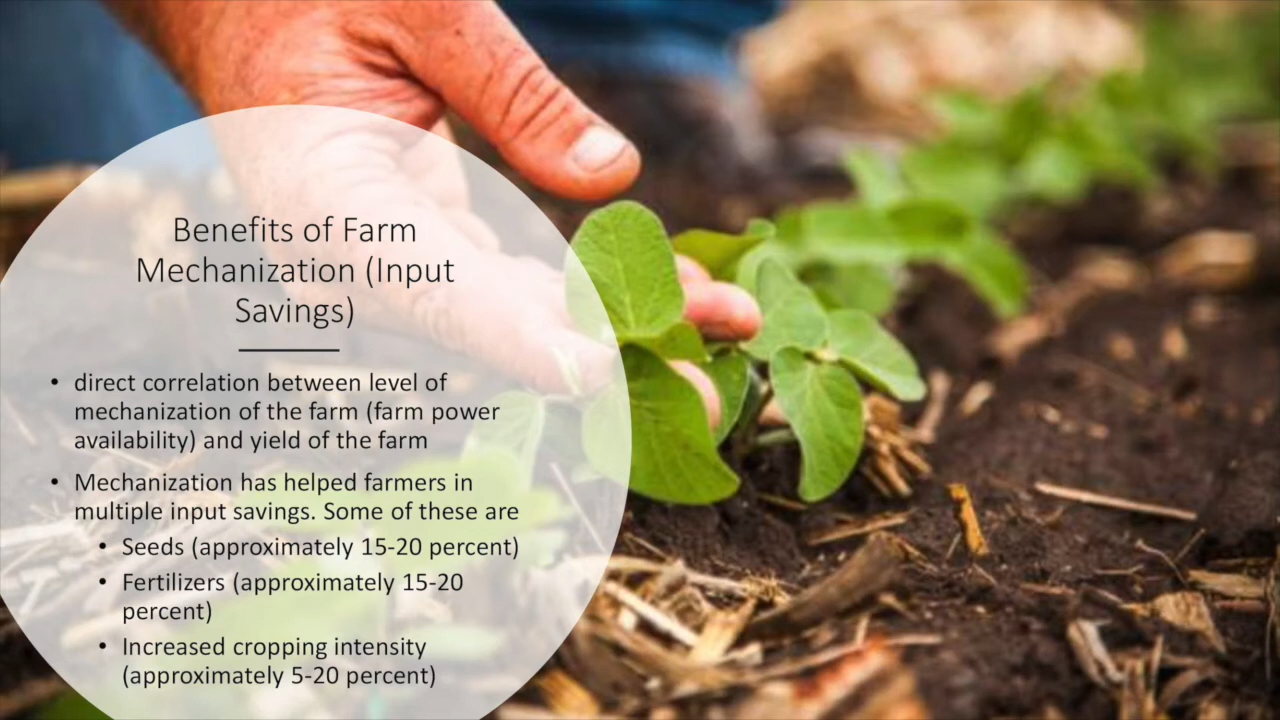 Benefits of Farm
Mechanization (Input
Savings)
• direct correlation between level of
mechanization of the farm (farm power
availability) and yield of the farm
• Mechanization has helped farmers in
multiple input savings. Some of these are
• Seeds (approximately 15-20 percent)
• Fertilizers (approximately 15-20
percent)
• Increased cropping intensity
(approximately 5-20 percent)